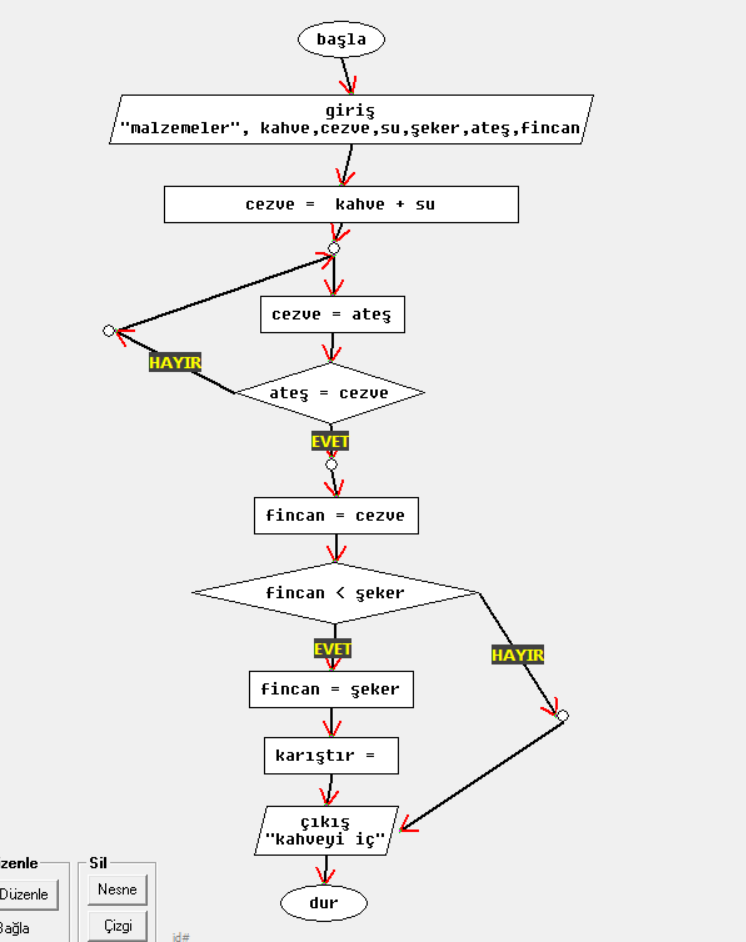 başla
giriş
"malzemeler", kahve,cezve,su,şeker,ateş,fincan
cezve =  kahve + su
cezve = ateş
HAYIR
ateş = cezve
EVET
fincan = cezve
fincan < şeker
EVET
HAYIR
fincan = şeker
karıştır =
çıkış
"kahveyi iç"
dur
zenle
Sil
Düzenle
Nesne
Bağla
Çizgi
id#